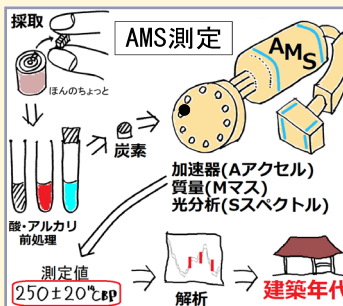 採取
AMS測定
AMS
ほんのちょっと
炭素
加速器(Aアクセル)
質量(Mマス)
光分析(Sスペクトル)
酸・アルカリ
前処理
測定値
250±20 ¹⁴CBP
解析
建築年代